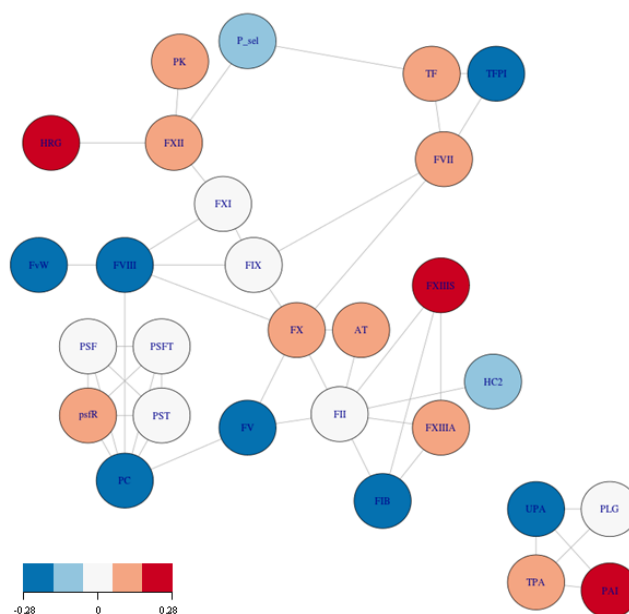 P_sel
PK
TF
TFPI
HRG
FXII
FVII
FXI
FvW
FVIII
FIX
FXIIIS
FX
AT
PSF
PSFT
HC2
psfR
PST
FII
FV
FXIIIA
PC
FIB
UPA
PLG
TPA
PAI
-0.28
0
0.28